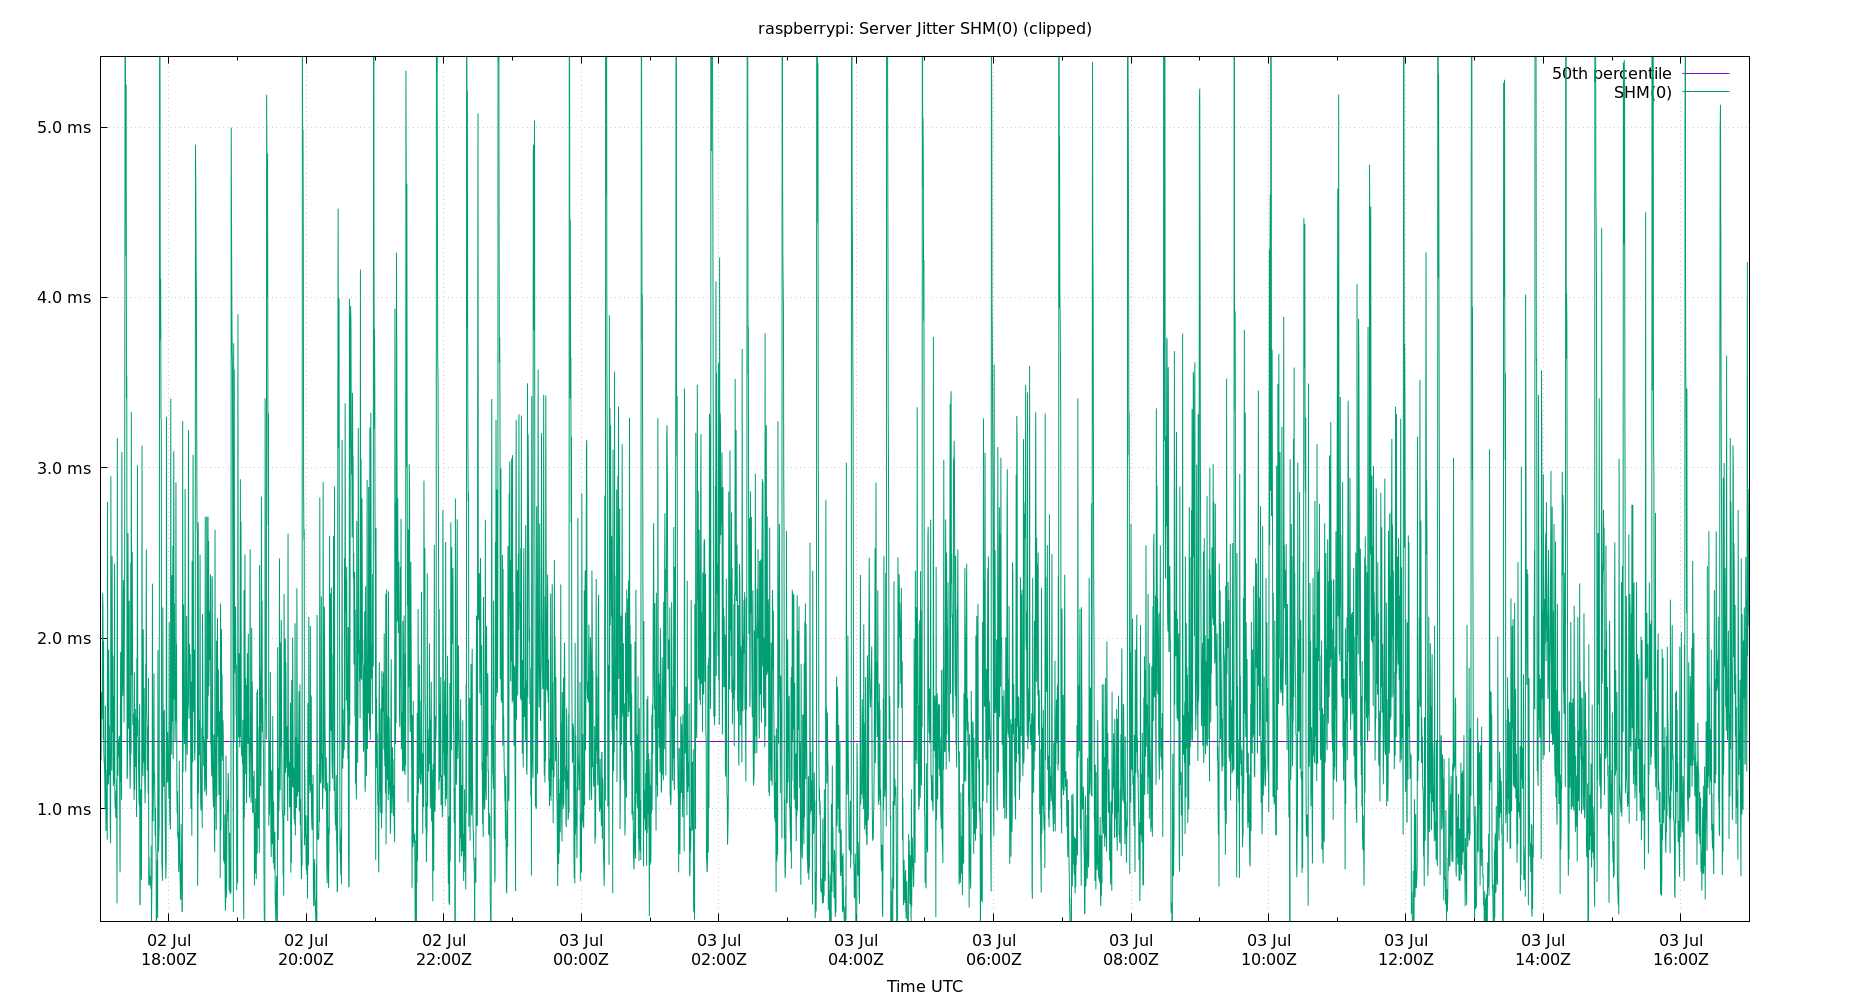 raspberrypi: Server Jitter SHM(0) (clipped)
50th percentile
SHM(0)
5.0 ms
4.0 ms
3.0 ms
2.0 ms
1.0 ms
02 Jul 02 Jul 02 Jul 03 Jul 03 Jul 03 Jul 03 Jul 03 Jul 03 Jul 03 Jul 03 Jul 03 Jul
18:00Z 20:00Z 22:00Z 00:00Z 02:00Z 04:00Z 06:00Z 08:00Z 10:00Z 12:00Z 14:00Z 16:00Z
Time UTC